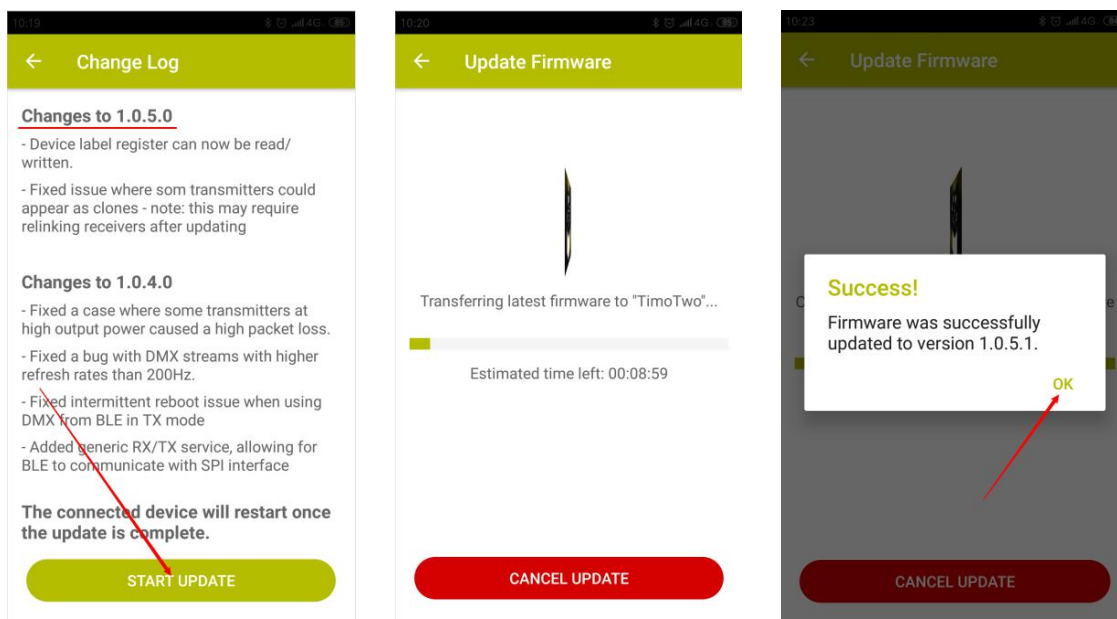 10:19
4G
Change Log
Changes to 1.0.5.0
- Device label register can now be read/
written.
- Fixed issue where som transmitters could
appear as clones - note: this may require
relinking receivers after updating
Changes to 1.0.4.0
- Fixed a case where some transmitters at
high output power caused a high packet loss.
- Fixed a bug with DMX streams with higher
refresh rates than 200Hz.
- Fixed intermittent reboot issue when using
DMX from BLE in TX mode
- Added generic RX/TX service, allowing for
BLE to communicate with SPI interface
The connected device will restart once
the update is complete.
START UPDATE
10:20
4G
Update Firmware
Transferring latest firmware to "TimoTwo"...
Estimated time left: 00:08:59
CANCEL UPDATE
10:23
4G
Update Firmware
Success!
Firmware was successfully
updated to version 1.0.5.1.
OK
CANCEL UPDATE